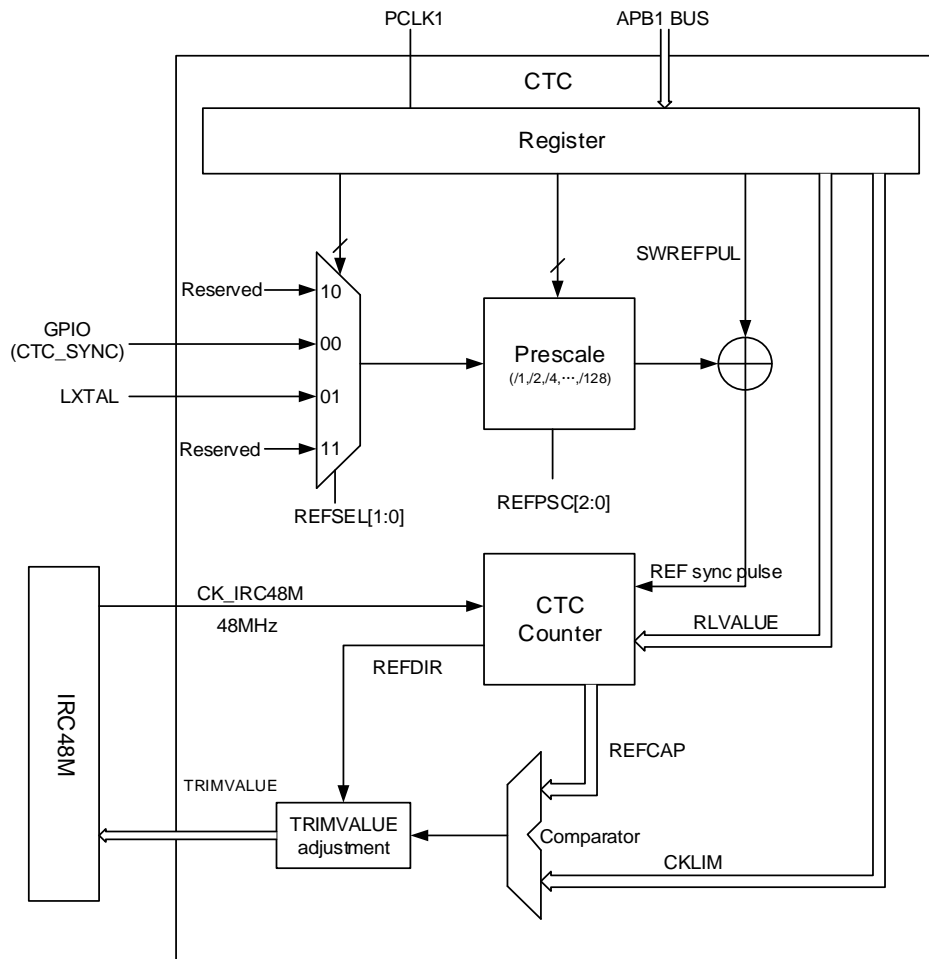 PCLK1
APB1 BUS
CTC
Register
SWREFPUL
Reserved
10
GPIO
(CTC_SYNC)
00
Prescale
(/1,/2,/4,···,/128)
LXTAL
01
Reserved
11
REFSEL[1:0]
REFPSC[2:0]
REF sync pulse
CK_IRC48M
48MHz
CTC
Counter
RLVALUE
REFDIR
IRC48M
REFCAP
TRIMVALUE
TRIMVALUE
adjustment
Comparator
CKLIM